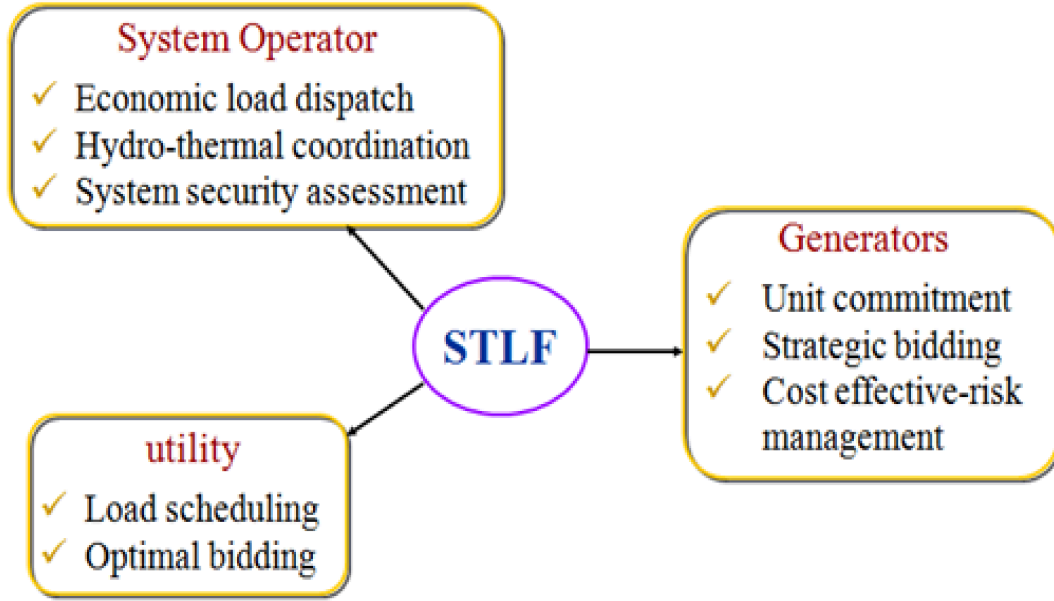 System Operator
✓ Economic load dispatch
✓ Hydro-thermal coordination
✓ System security assessment
STLF
Generators
✓ Unit commitment
✓ Strategic bidding
✓ Cost effective-risk
management
utility
✓ Load scheduling
✓ Optimal bidding